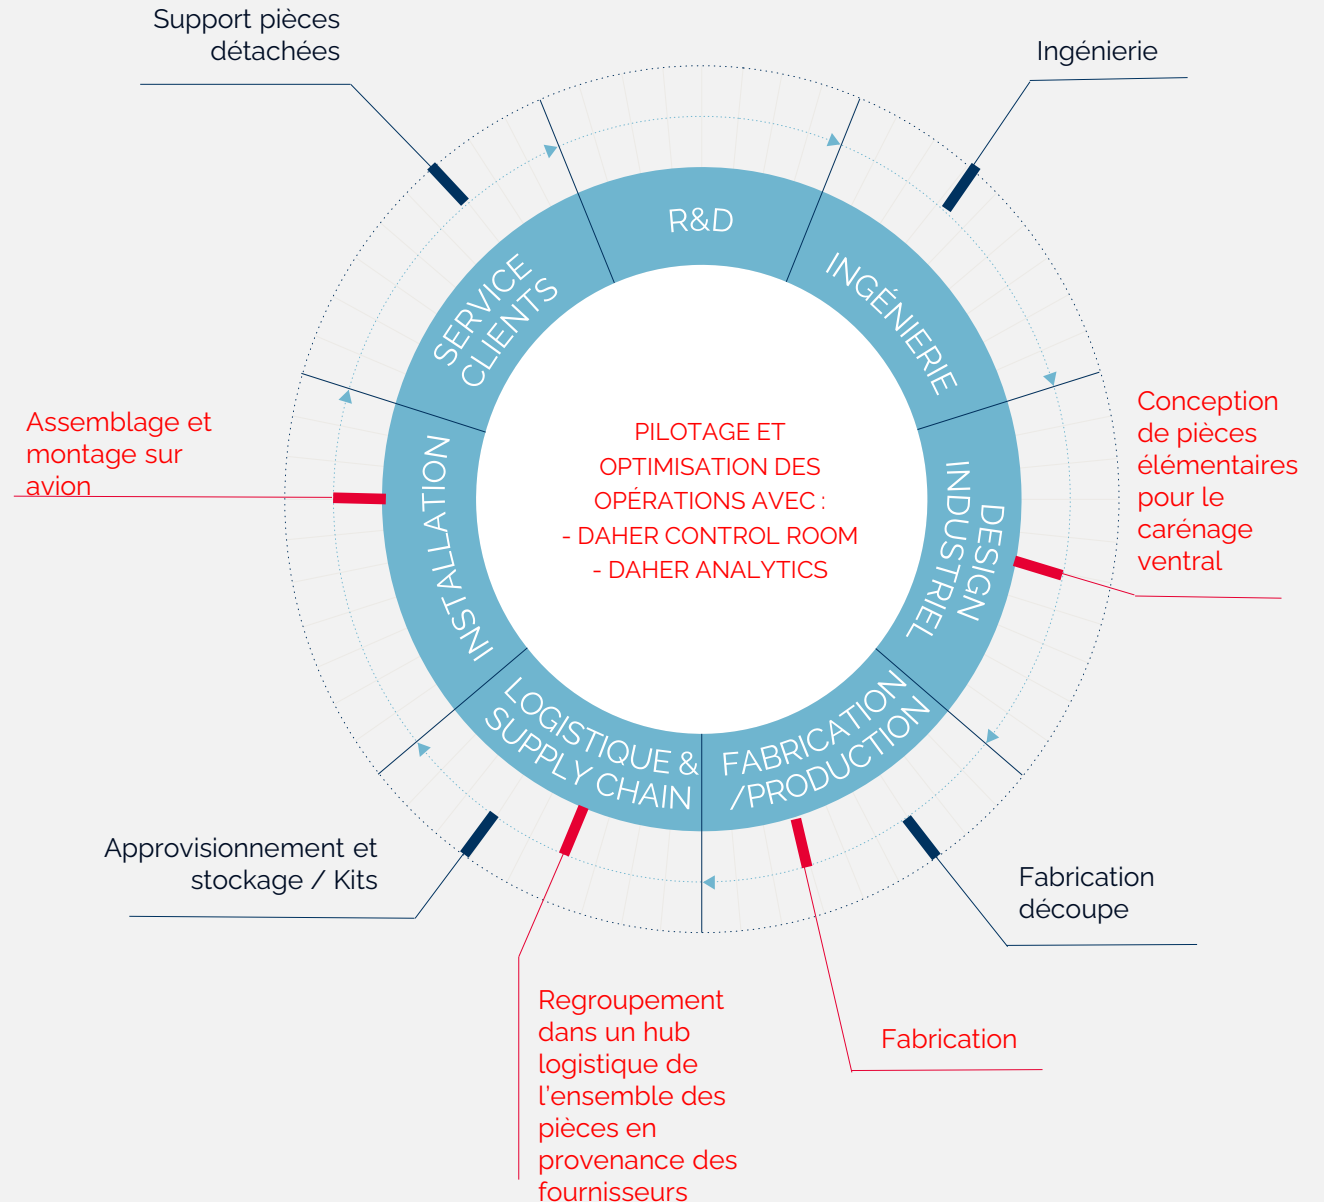 Support pièces
détachées
Ingénierie
R&D
INGÉNIERIE
SERVICE
CLIENTS
Assemblage et
montage sur
avion
INSTALLATION
PILOTAGE ET
OPTIMISATION DES
OPÉRATIONS AVEC :
- DAHER CONTROL ROOM
- DAHER ANALYTICS
DESIGN
INDUSTRIEL
Conception
de pièces
élémentaires
pour le
carénage
ventral
LOGISTIQUE &
SUPPLY CHAIN
FABRICATION
/PRODUCTION
Approvisionnement et
stockage / Kits
Fabrication
découpe
Regroupement
dans un hub
logistique de
l'ensemble des
pièces en
provenance des
fournisseurs
Fabrication